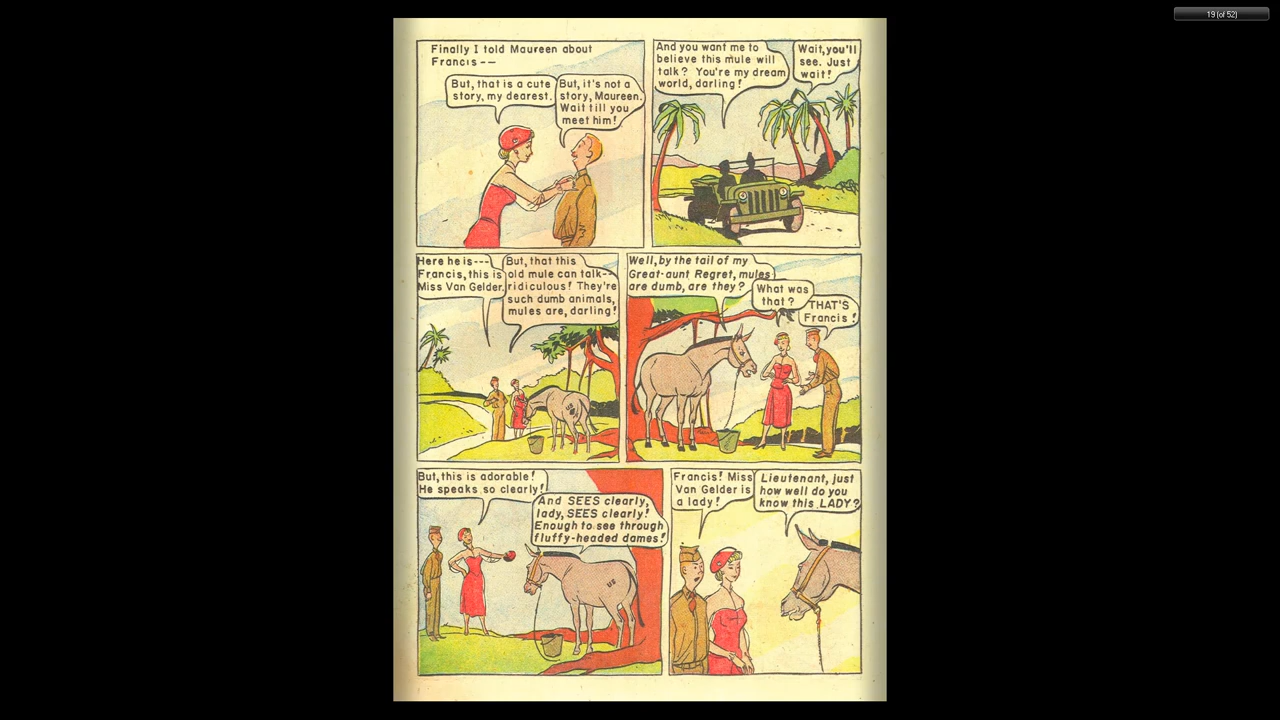 19 (of 52)
Finally I told Maureen about
Francis --
But, that is a cute
story, my dearest.
But, it's not a
story, Maureen.
Wait till you
meet him!
And you want me to
believe this mule will
talk? You're my dream
world, darling!
Wait, you'll
see. Just
wait!
Here he is---
Francis, this is
Miss Van Gelder.
But, that this
old mule can talk--
ridiculous! They're
such dumb animals,
mules are, darling!
Well, by the tail of my
Great-aunt Regret, mules
are dumb, are they?
What was
that?
THAT'S
Francis!
But, this is adorable!
He speaks so clearly!
And SEES clearly,
lady, SEES clearly!
Enough to see through
fluffy-headed dames!
US
Francis! Miss
Van Gelder is
a lady!
Lieutenant, just
how well do you
know this LADY?